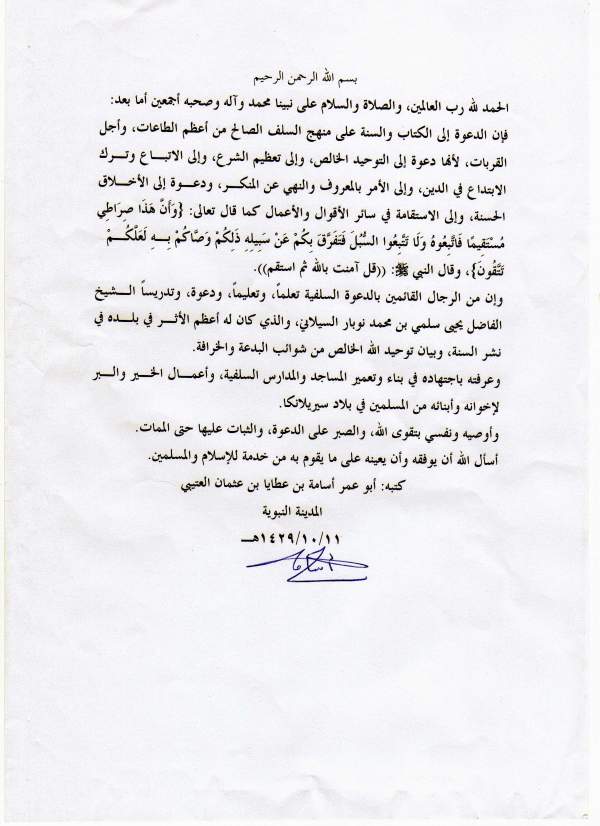 بسم الله الرحمن الرحيم
الحمد لله رب العالمين، والصلاة والسلام على نبينا محمد وآله وصحبه أجمعين أما بعد:
فإن الدعوة إلى الكتاب والسنة على منهج السلف الصالح من أعظم الطاعات، وأجل
القربات، لأنها دعوة إلى التوحيد الخالص، وإلى تعظيم الشرع، وإلى الاتباع وترك
الابتداع في الدين، وإلى الأمر بالمعروف والنهي عن المنكر، ودعوة إلى الأخلاق
الحسنة، وإلى الاستقامة في سائر الأقوال والأعمال كما قال تعالى: {وَأَنَّ هَذَا صِرَاطِي
مُسْتَقِيمًا فَاتَّبِعُوهُ وَلَا تَتَّبِعُوا السُّبُلَ فَتَفَرَّقَ بِكُمْ عَنْ سَبِيلِهِ ذَلِكُمْ وَصَّاكُمْ بِهِ لَعَلَّكُمْ
تَتَّقُونَ}، وقال النبي ﷺ: ((قل آمنت بالله ثم استقم)).
وإن من الرجال القائمين بالدعوة السلفية تعلماً، وتعليماً، ودعوة، وتدريساً الشيخ
الفاضل يحيى سلمي بن محمد نوبار السيلاني، والذي كان له أعظم الأثر في بلده في
نشر السنة، وبيان توحيد الله الخالص من شوائب البدعة والخرافة.
وعرفته باجتهاده في بناء وتعمير المساجد والمدارس السلفية، وأعمال الخير والبر
لإخوانه وأبنائه من المسلمين في بلاد سيريلانكا.
وأوصيه ونفسي بتقوى الله، والصبر على الدعوة، والثبات عليها حتى الممات.
أسأل الله أن يوفقه وأن يعينه على ما يقوم به من خدمة للإسلام والمسلمين.
كتبه: أبو عمر أسامة بن عطايا بن عثمان العتيبي
المدينة النبوية
١٤٢٩/١٠/١١هـ